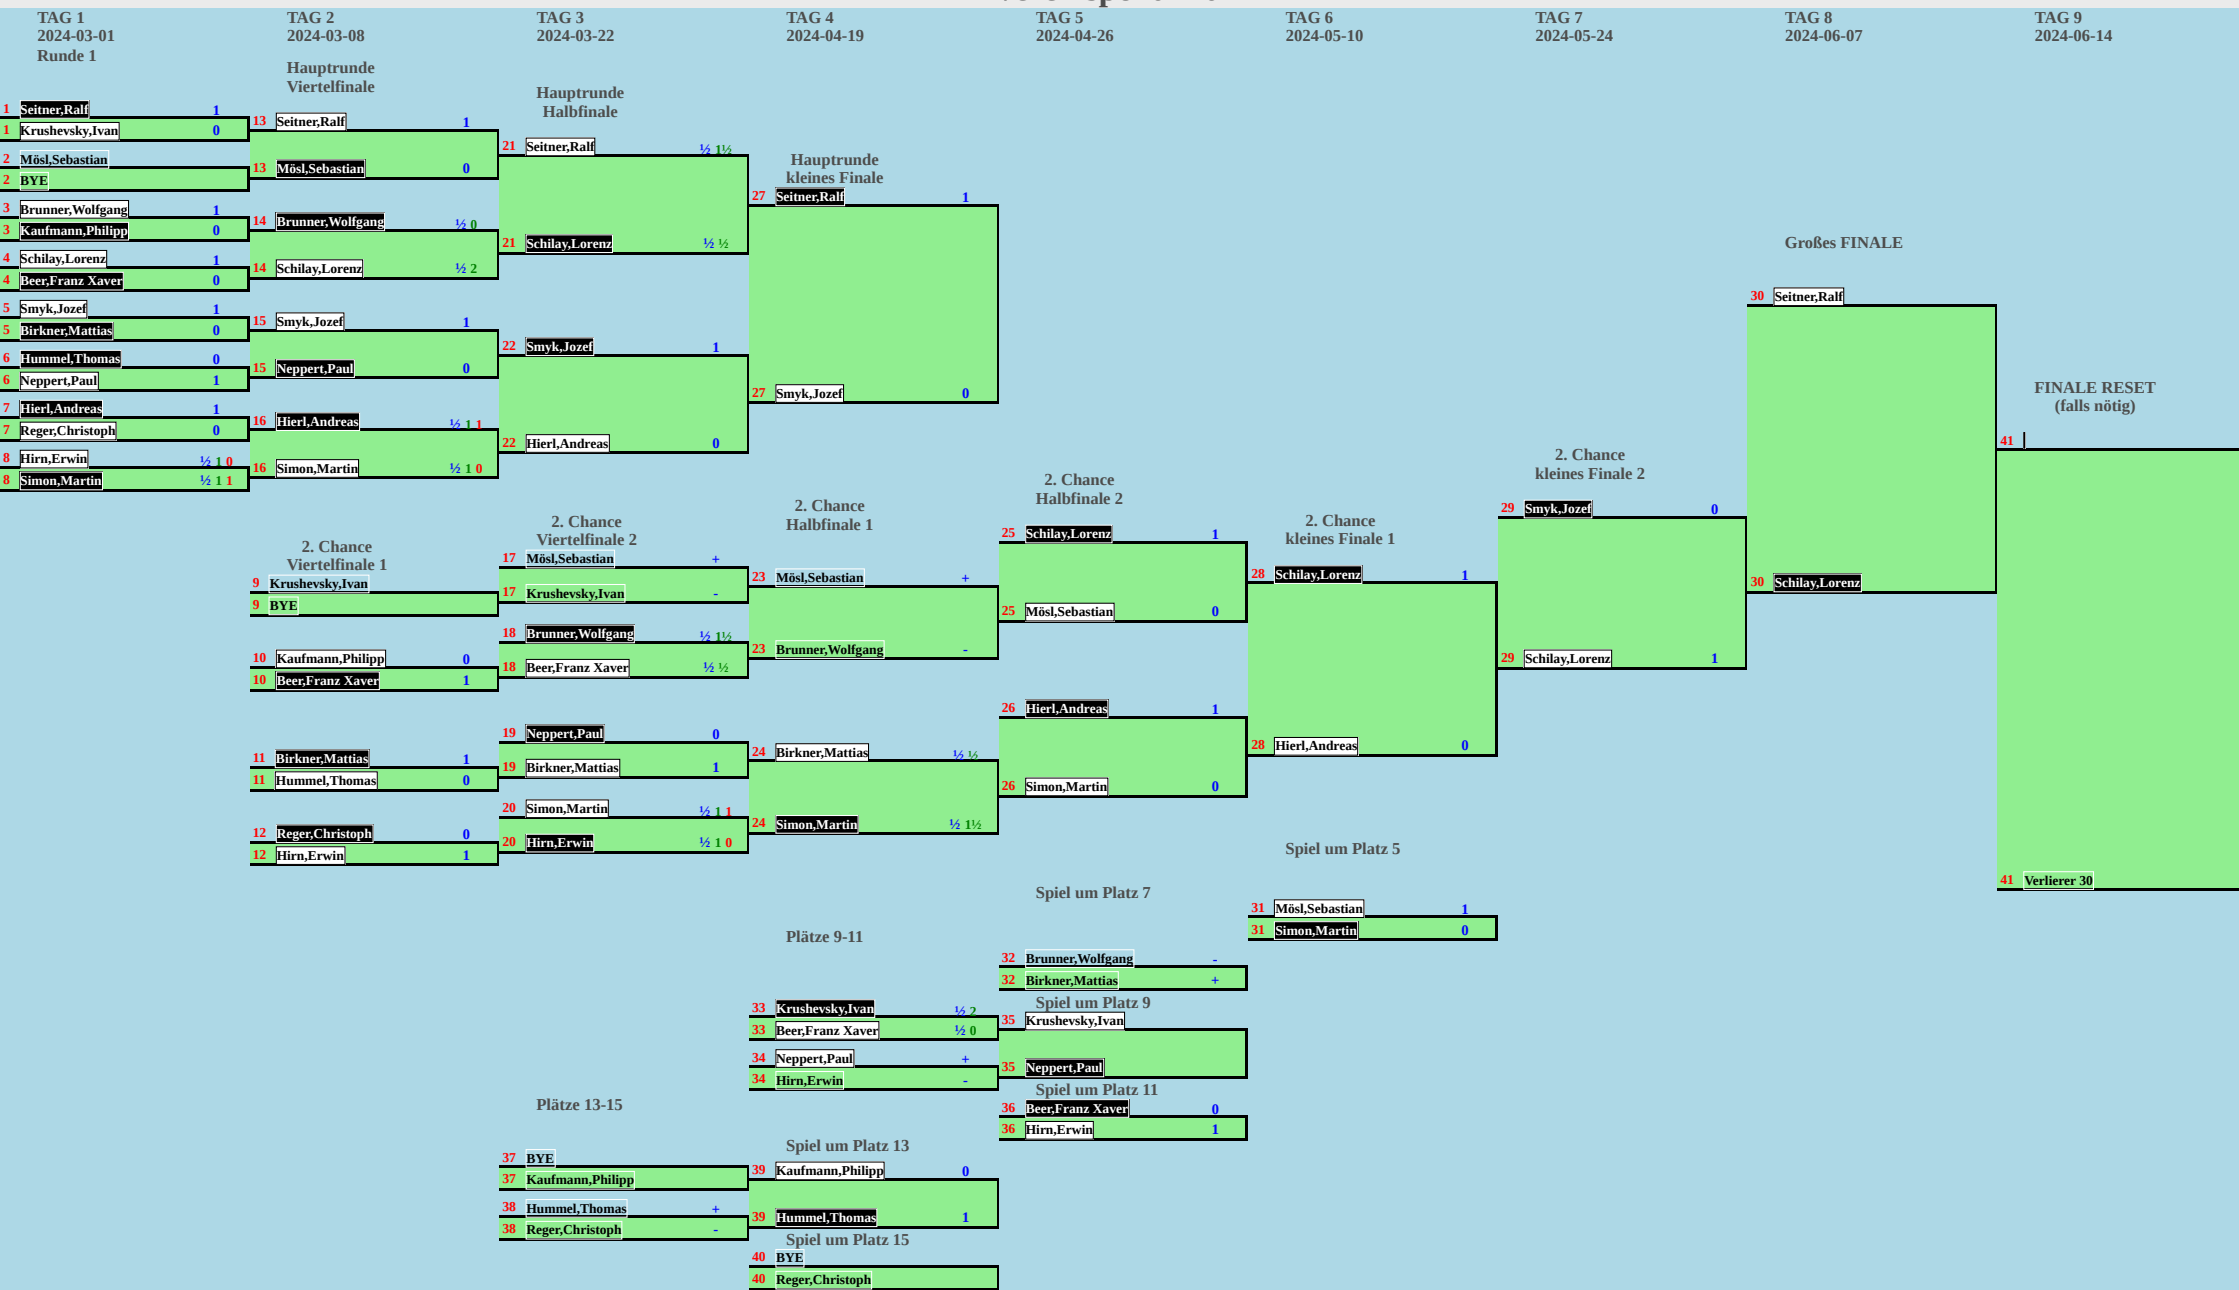 TAG 1
2024-03-01
Runde 1
1 Seitner,Ralf 1
1 Krushevsky,Ivan 0
2 Mösl,Sebastian
2 BYE
3 Brunner,Wolfgang 1
3 Kaufmann,Philipp 0
4 Schilay,Lorenz 1
4 Beer,Franz Xaver 0
5 Smyk,Jozef 1
5 Birkner,Mattias 0
6 Hummel,Thomas 0
6 Neppert,Paul 1
7 Hierl,Andreas 1
7 Reger,Christoph 0
8 Hirn,Erwin ½ 1 0
8 Simon,Martin ½ 1 1
TAG 2
2024-03-08
Hauptrunde
Viertelfinale
13 Seitner,Ralf 1
13 Mösl,Sebastian 0
14 Brunner,Wolfgang ½ 0
14 Schilay,Lorenz ½ 2
15 Smyk,Jozef 1
15 Neppert,Paul 0
16 Hierl,Andreas ½ 1 1
16 Simon,Martin ½ 1 0
2. Chance
Viertelfinale 1
9 Krushevsky,Ivan
9 BYE
10 Kaufmann,Philipp 0
10 Beer,Franz Xaver 1
11 Birkner,Mattias 1
11 Hummel,Thomas 0
12 Reger,Christoph 0
12 Hirn,Erwin 1
TAG 3
2024-03-22
Hauptrunde
Halbfinale
21 Seitner,Ralf ½ 1½
21 Schilay,Lorenz ½ ½
22 Smyk,Jozef 1
22 Hierl,Andreas 0
2. Chance
Viertelfinale 2
17 Mösl,Sebastian +
17 Krushevsky,Ivan -
18 Brunner,Wolfgang ½ 1½
18 Beer,Franz Xaver ½ ½
19 Neppert,Paul 0
19 Birkner,Mattias 1
20 Simon,Martin ½ 1 1
20 Hirn,Erwin ½ 1 0
Plätze 13-15
37 BYE
37 Kaufmann,Philipp
38 Hummel,Thomas +
38 Reger,Christoph -
TAG 4
2024-04-19
Hauptrunde
kleines Finale
27 Seitner,Ralf 1
27 Smyk,Jozef 0
2. Chance
Halbfinale 1
23 Mösl,Sebastian +
23 Brunner,Wolfgang -
24 Birkner,Mattias ½ ½
24 Simon,Martin ½ 1½
Plätze 9-11
33 Krushevsky,Ivan ½ 2
33 Beer,Franz Xaver ½ 0
34 Neppert,Paul +
34 Hirn,Erwin -
Spiel um Platz 13
39 Kaufmann,Philipp 0
39 Hummel,Thomas 1
Spiel um Platz 15
40 BYE
40 Reger,Christoph
TAG 5
2024-04-26
2. Chance
Halbfinale 2
25 Schilay,Lorenz 1
25 Mösl,Sebastian 0
26 Hierl,Andreas 1
26 Simon,Martin 0
Spiel um Platz 7
32 Brunner,Wolfgang -
32 Birkner,Mattias +
Spiel um Platz 9
35 Krushevsky,Ivan
35 Neppert,Paul
Spiel um Platz 11
36 Beer,Franz Xaver 0
36 Hirn,Erwin 1
TAG 6
2024-05-10
2. Chance
kleines Finale 1
28 Schilay,Lorenz 1
28 Hierl,Andreas 0
Spiel um Platz 5
31 Mösl,Sebastian 1
31 Simon,Martin 0
TAG 7
2024-05-24
2. Chance
kleines Finale 2
29 Smyk,Jozef 0
29 Schilay,Lorenz 1
TAG 8
2024-06-07
Großes FINALE
30 Seitner,Ralf
30 Schilay,Lorenz
TAG 9
2024-06-14
FINALE RESET
(falls nötig)
41
41 Verlierer 30